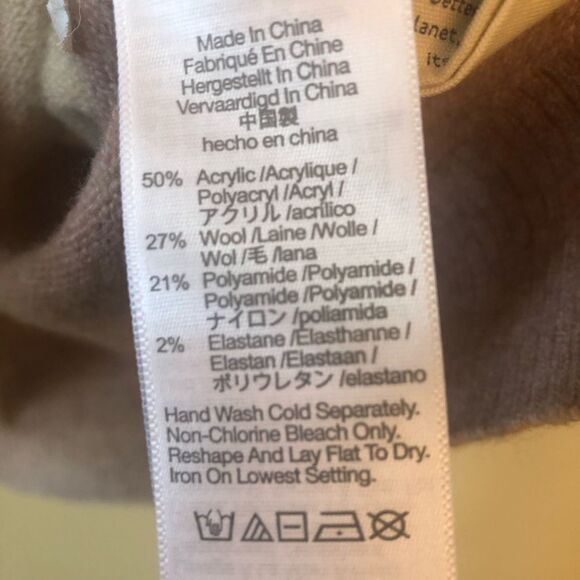 better
lanet,
its
Made In China
Fabriqué En Chine
Hergestellt In China
Vervaardigd In China
中国製
hecho en china
50% Acrylic /Acrylique /
Polyacryl /Acryl /
アクリル /acrílico
27% Wool /Laine /Wolle /
Wol /毛 /lana
21% Polyamide /Polyamide /
Polyamide /Polyamide /
ナイロン /poliamida
2% Elastane /Elasthanne /
Elastan /Elastaan /
ポリウレタン /elastano
Hand Wash Cold Separately.
Non-Chlorine Bleach Only.
Reshape And Lay Flat To Dry.
Iron On Lowest Setting.